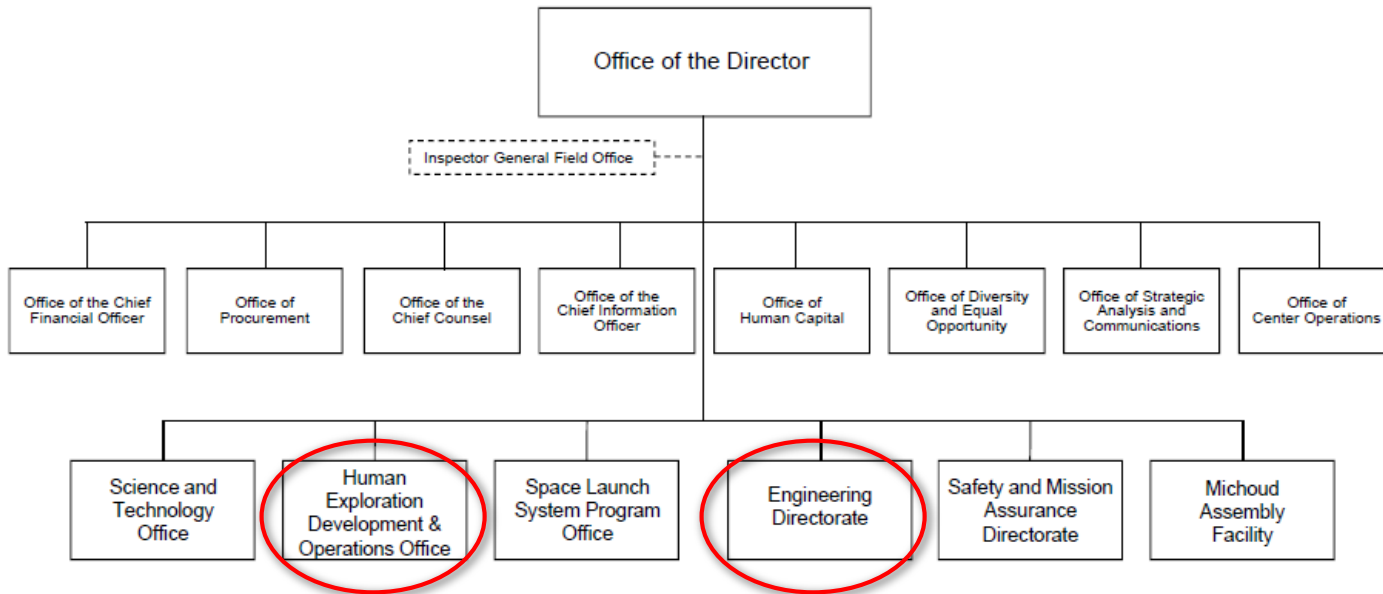 Office of the Director
Inspector General Field Office
Office of the Chief
Financial Officer
Office of
Procurement
Office of the
Chief Counsel
Office of the
Chief Information
Officer
Office of
Human Capital
Office of Diversity
and Equal
Opportunity
Office of Strategic
Analysis and
Communications
Office of
Center Operations
Science and
Technology
Office
Human
Exploration
Development &
Operations Office
Space Launch
System Program
Office
Engineering
Directorate
Safety and Mission
Assurance
Directorate
Michoud
Assembly
Facility